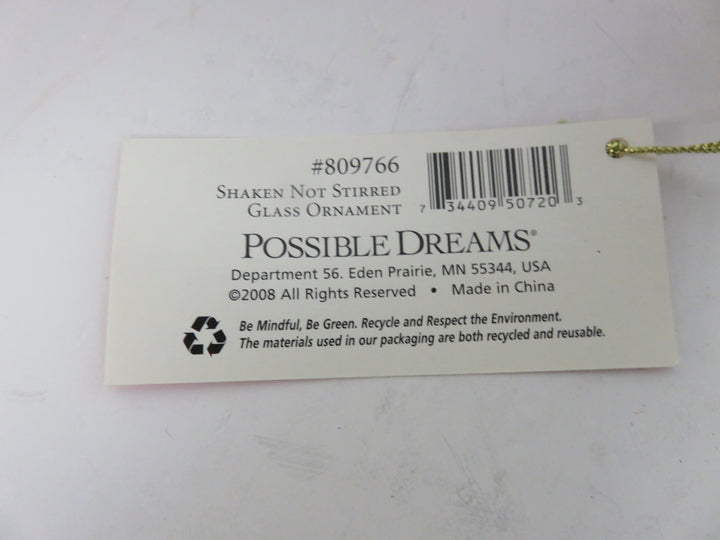 #809766
SHAKEN NOT STIRRED
GLASS ORNAMENT
7 34409 50720 3
POSSIBLE DREAMS®
Department 56. Eden Prairie, MN 55344, USA
©2008 All Rights Reserved • Made in China
Be Mindful, Be Green. Recycle and Respect the Environment.
The materials used in our packaging are both recycled and reusable.